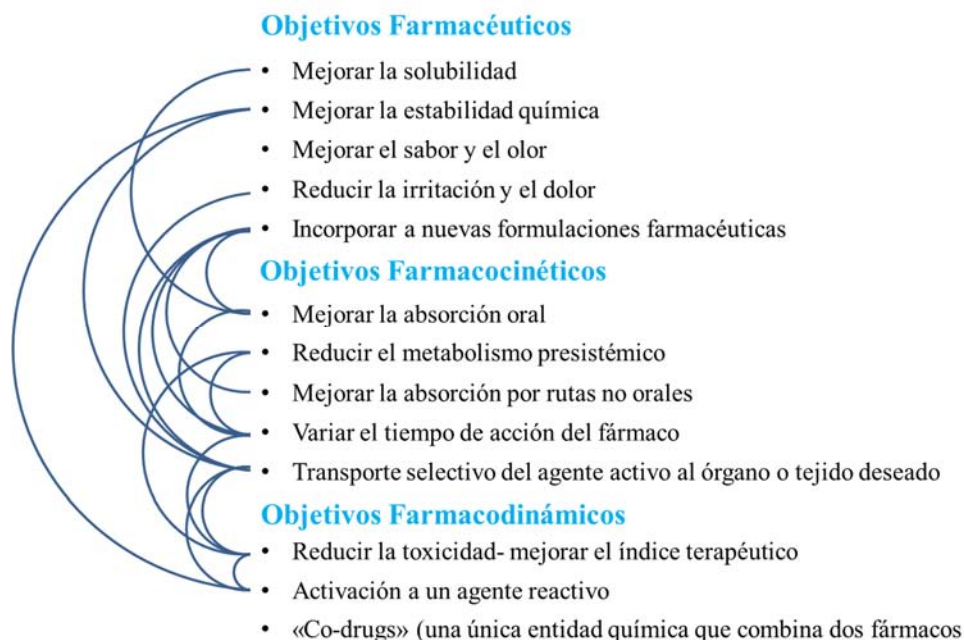 Objetivos Farmacéuticos
• Mejorar la solubilidad
• Mejorar la estabilidad química
• Mejorar el sabor y el olor
• Reducir la irritación y el dolor
• Incorporar a nuevas formulaciones farmacéuticas
Objetivos Farmacocinéticos
• Mejorar la absorción oral
• Reducir el metabolismo presistémico
• Mejorar la absorción por rutas no orales
• Variar el tiempo de acción del fármaco
• Transporte selectivo del agente activo al órgano o tejido deseado
Objetivos Farmacodinámicos
• Reducir la toxicidad- mejorar el índice terapéutico
• Activación a un agente reactivo
• «Co-drugs» (una única entidad química que combina dos fármacos